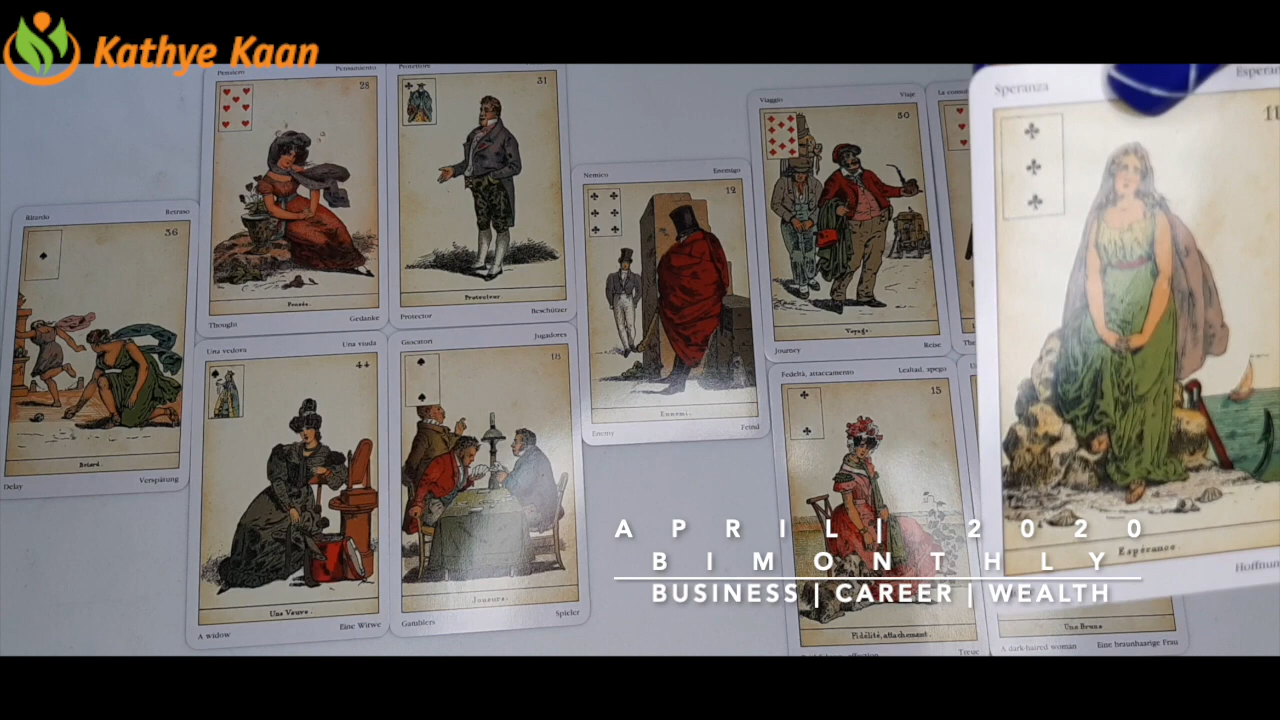 Kathye Kaan
Pensiero Pensamiento
28
Pensée.
Thought Gedanke
Protettore
31
Protecteur.
Protector Beschützer
Ritardo Retraso
36
Retard.
Delay Verspätung
Una vedova Una viuda
44
Une Veuve.
A widow Eine Witwe
Giocatori Jugadores
Joueurs.
Gamblers Spieler
Nemico Enemigo
12
Ennemi.
Enemy Feind
Viaggio Viaje
50
Voyage.
Journey Reise
Fedeltà, attaccamento Lealtad, apego
15
Fidélité, attachement.
Treue
Speranza
Espérance.
Une Brune
A dark-haired woman Eine braunhaarige Frau
APRIL | 2020
BIMONTHLY
BUSINESS | CAREER | WEALTH